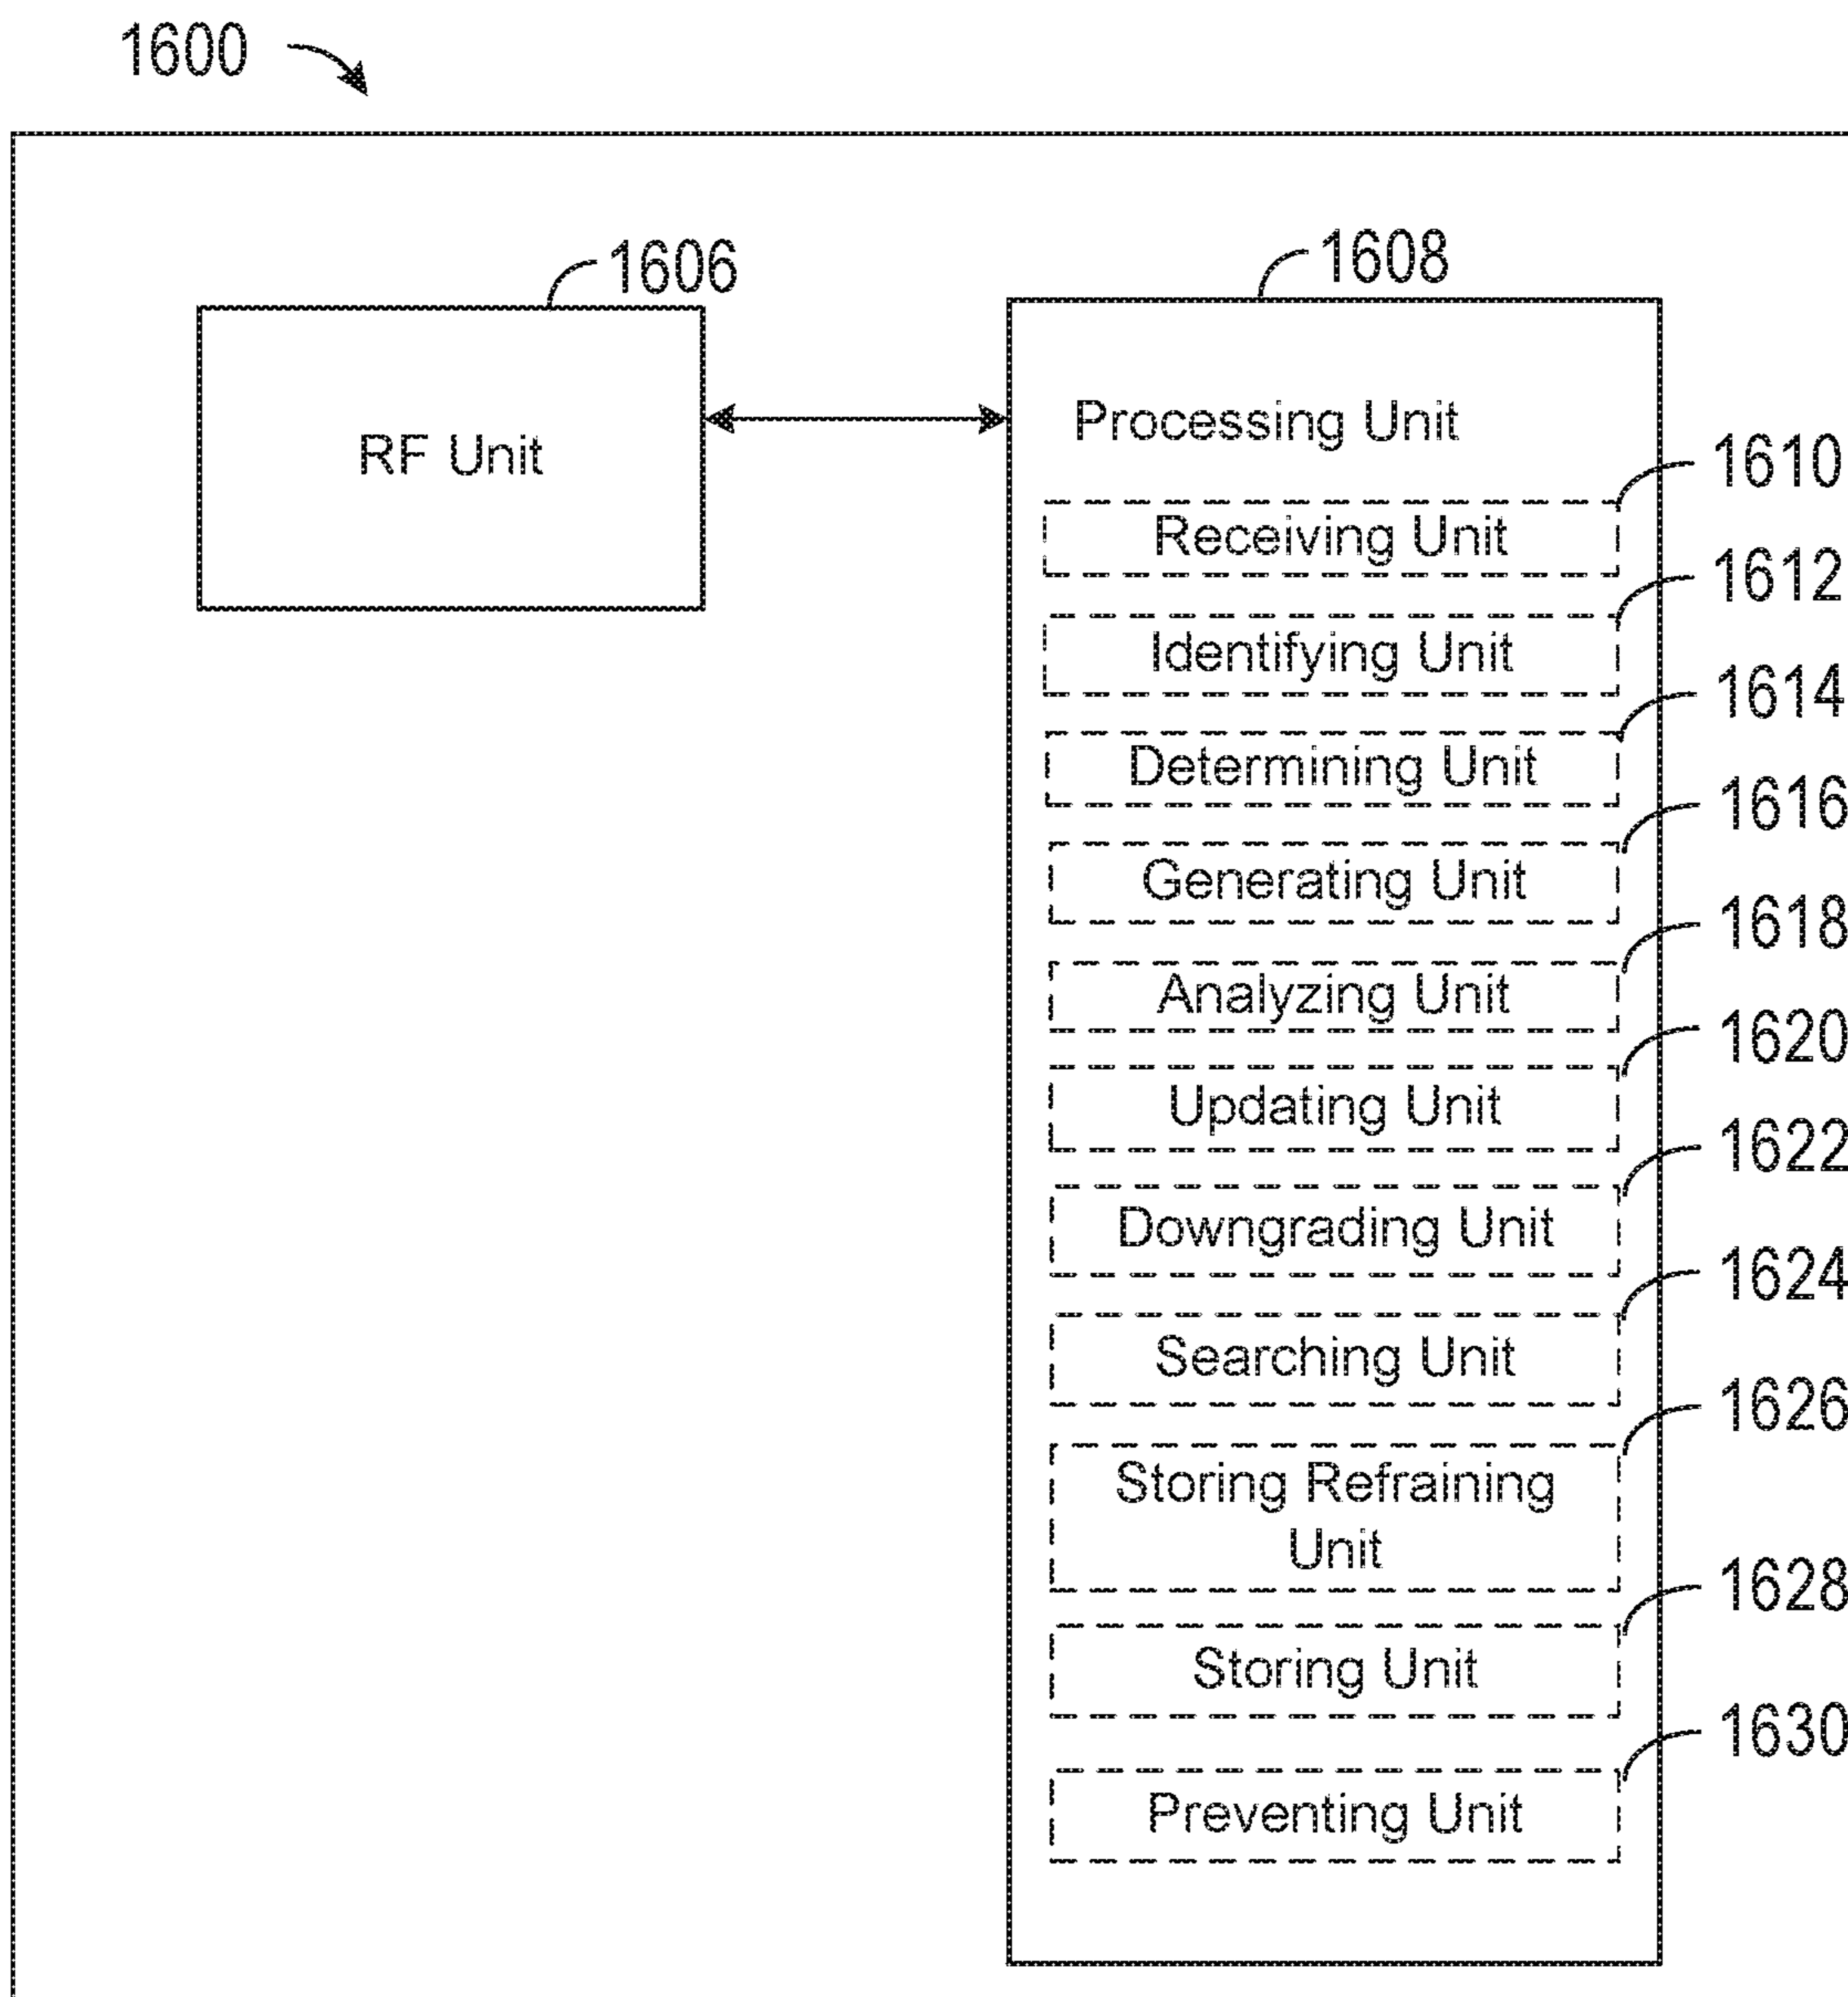 1600
1606
1608
RF Unit
Processing Unit
1610
Receiving Unit
1612
Identifying Unit
1614
Determining Unit
1616
Generating Unit
1618
Analyzing Unit
1620
Updating Unit
1622
Downgrading Unit
1624
Searching Unit
1626
Storing Refraining
Unit
1628
Storing Unit
1630
Preventing Unit